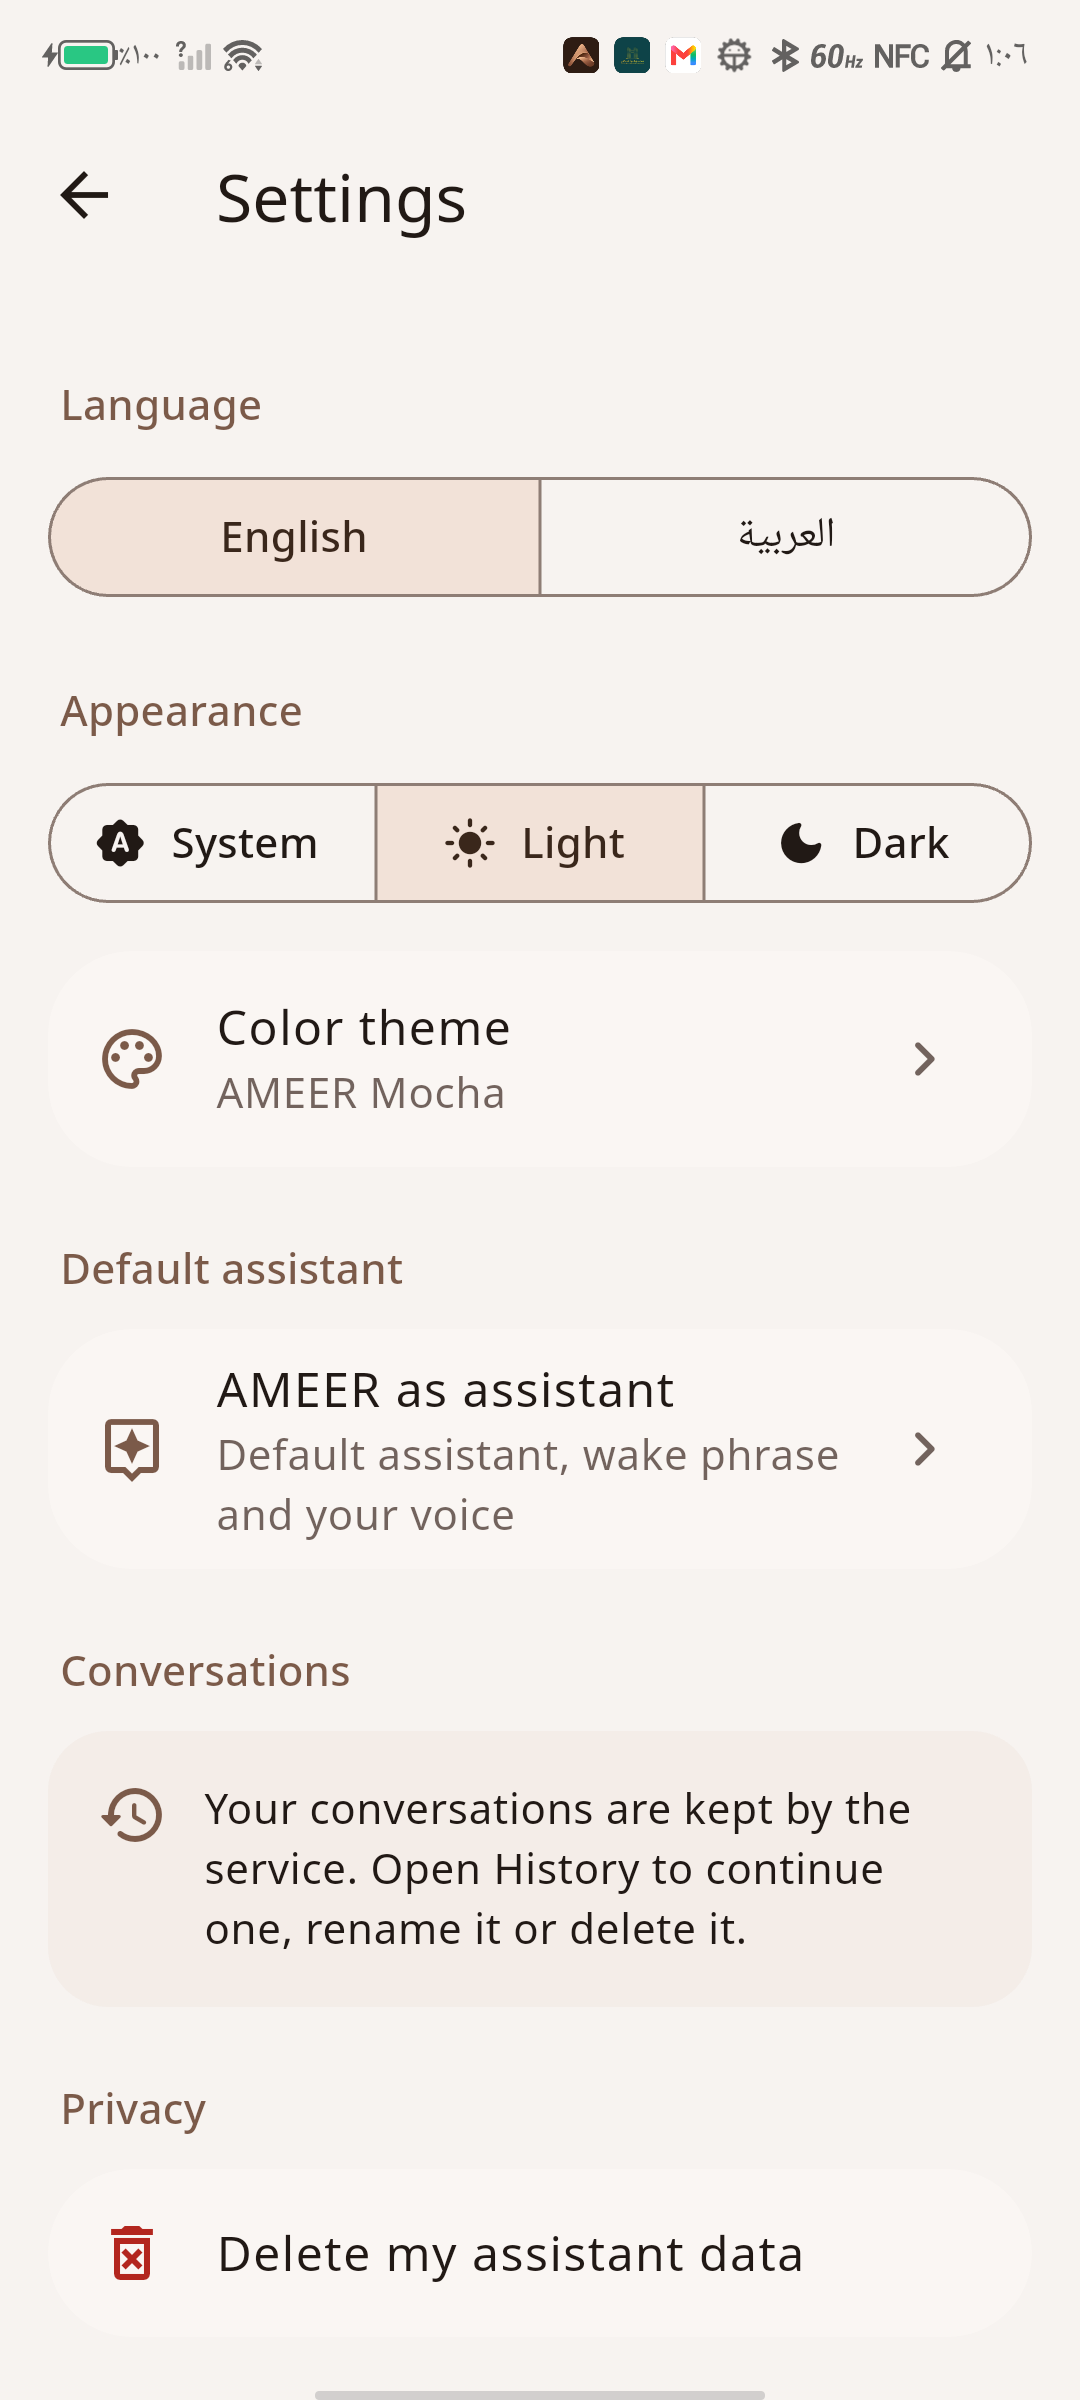 ٪١٠٠
60Hz NFC ١:٠٦
Settings
Language
English
العربية
Appearance
System
Light
Dark
Color theme
AMEER Mocha
Default assistant
AMEER as assistant
Default assistant, wake phrase
and your voice
Conversations
Your conversations are kept by the
service. Open History to continue
one, rename it or delete it.
Privacy
Delete my assistant data